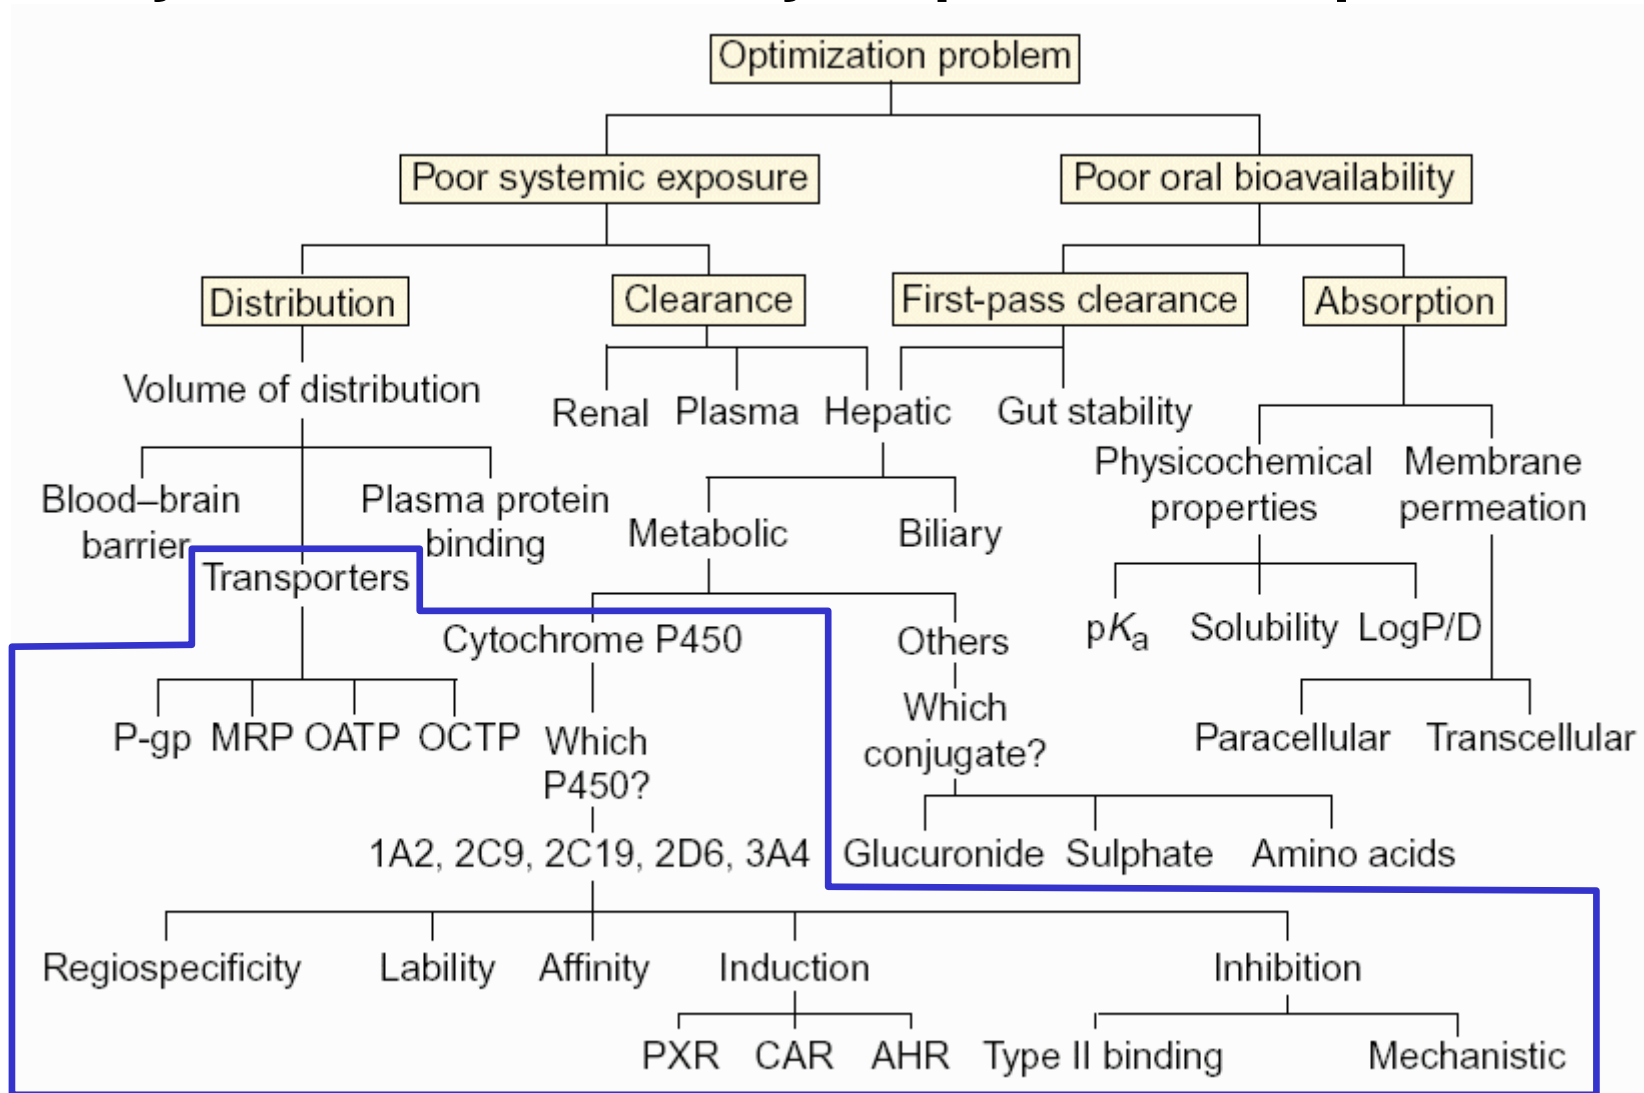 Optimization problem
Poor systemic exposure
Poor oral bioavailability
Distribution
Clearance
First-pass clearance
Absorption
Volume of distribution
Renal
Plasma
Hepatic
Gut stability
Physicochemical
properties
Membrane
permeation
Blood–brain
barrier
Plasma protein
binding
Transporters
Metabolic
Biliary
pKa
Solubility
LogP/D
Cytochrome P450
Others
P-gp
MRP
OATP
OCTP
Which
P450?
Which
conjugate?
Paracellular
Transcellular
1A2, 2C9, 2C19, 2D6, 3A4
Glucuronide
Sulphate
Amino acids
Regiospecificity
Lability
Affinity
Induction
Inhibition
PXR
CAR
AHR
Type II binding
Mechanistic